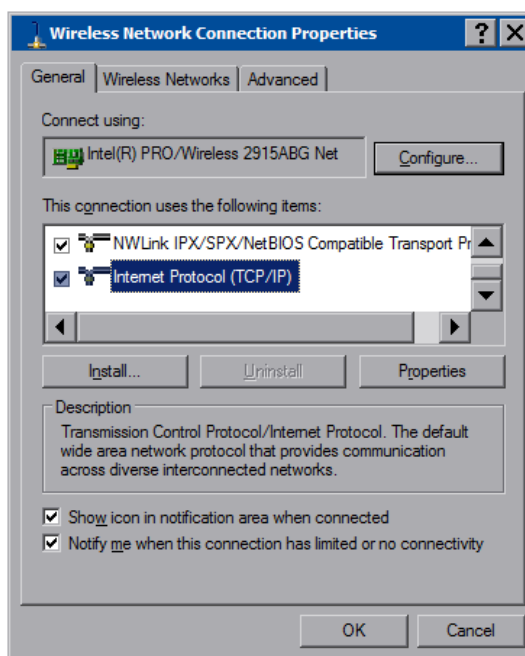 Wireless Network Connection Properties
General Wireless Networks Advanced
Connect using:
Intel(R) PRO/Wireless 2915ABG Net Configure...
This connection uses the following items:
NWLink IPX/SPX/NetBIOS Compatible Transport Pr
Internet Protocol (TCP/IP)
Install... Uninstall Properties
Description
Transmission Control Protocol/Internet Protocol. The default
wide area network protocol that provides communication
across diverse interconnected networks.
Show icon in notification area when connected
Notify me when this connection has limited or no connectivity
OK Cancel